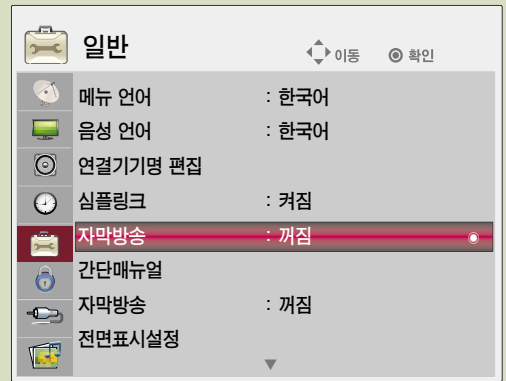 일반
이동 확인
메뉴 언어 : 한국어
음성 언어 : 한국어
연결기기명 편집
심플링크 : 켜짐
자막방송 : 꺼짐
간단매뉴얼
자막방송 : 꺼짐
전면표시설정